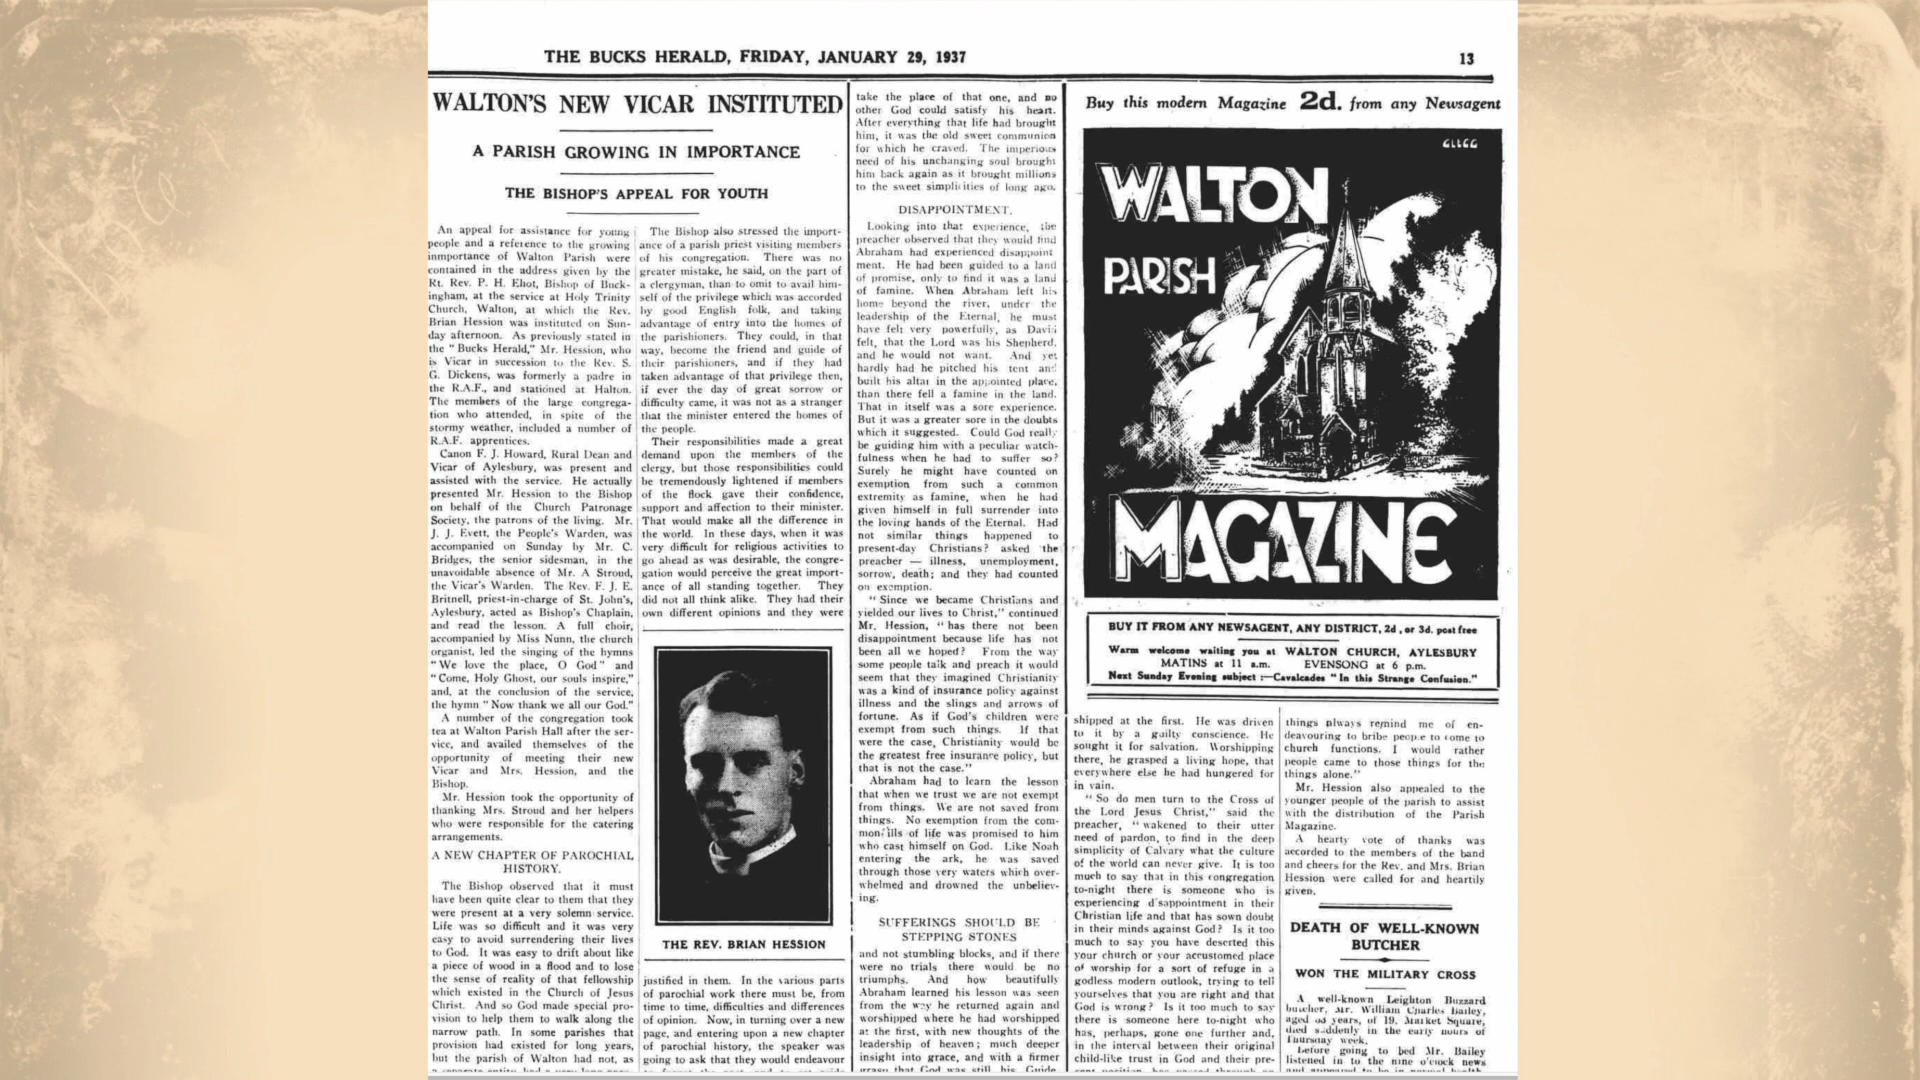 THE BUCKS HERALD, FRIDAY, JANUARY 29, 1937
13
WALTON'S NEW VICAR INSTITUTED
A PARISH GROWING IN IMPORTANCE
THE BISHOP'S APPEAL FOR YOUTH
An appeal for assistance for young
people and a reference to the growing
inmportance of Walton Parish were
contained in the address given by the
Rt. Rev. P. H. Eliot, Bishop of Buck-
ingham, at the service at Holy Trinity
Church, Walton, at which the Rev.
Brian Hession was instituted on Sun-
day afternoon. As previously stated in
the "Bucks Herald," Mr. Hession, who
is Vicar in succession to the Rev. S.
G. Dickens, was formerly a padre in
the R.A.F., and stationed at Halton.
The members of the large congrega-
tion who attended, in spite of the
stormy weather, included a number of
R.A.F. apprentices.
Canon F. J. Howard, Rural Dean and
Vicar of Aylesbury, was present and
assisted with the service. He actually
presented Mr. Hession to the Bishop
on behalf of the Church Patronage
Society, the patrons of the living. Mr.
J. J. Evett, the People's Warden, was
accompanied on Sunday by Mr. C.
Bridges, the senior sidesman, in the
unavoidable absence of Mr. A Stroud,
the Vicar's Warden. The Rev. F. J. E.
Britnell, priest-in-charge of St. John's,
Aylesbury, acted as Bishop's Chaplain,
and read the lesson. A full choir,
accompanied by Miss Nunn, the church
organist, led the singing of the hymns
"We love the place, O God" and
"Come, Holy Ghost, our souls inspire,"
and, at the conclusion of the service,
the hymn "Now thank we all our God."
A number of the congregation took
tea at Walton Parish Hall after the ser-
vice, and availed themselves of the
opportunity of meeting their new
Vicar and Mrs. Hession, and the
Bishop.
Mr. Hession took the opportunity of
thanking Mrs. Stroud and her helpers
who were responsible for the catering
arrangements.
A NEW CHAPTER OF PAROCHIAL
HISTORY.
The Bishop observed that it must
have been quite clear to them that they
were present at a very solemn service.
Life was so difficult and it was very
easy to avoid surrendering their lives
to God. It was easy to drift about like
a piece of wood in a flood and to lose
the sense of reality of that fellowship
which existed in the Church of Jesus
Christ. And so God made special pro-
vision to help them to walk along the
narrow path. In some parishes that
provision had existed for long years,
but the parish of Walton had not, as
The Bishop also stressed the import-
ance of a parish priest visiting members
of his congregation. There was no
greater mistake, he said, on the part of
a clergyman, than to omit to avail him-
self of the privilege which was accorded
by good English folk, and taking
advantage of entry into the homes of
the parishioners. They could, in that
way, become the friend and guide of
their parishioners, and if they had
taken advantage of that privilege then,
if ever the day of great sorrow or
difficulty came, it was not as a stranger
that the minister entered the homes of
the people.
Their responsibilities made a great
demand upon the members of the
clergy, but those responsibilities could
be tremendously lightened if members
of the flock gave their confidence,
support and affection to their minister.
That would make all the difference in
the world. In these days, when it was
very difficult for religious activities to
go ahead as was desirable, the congre-
gation would perceive the great import-
ance of all standing together. They
did not all think alike. They had their
own different opinions and they were
THE REV. BRIAN HESSION
justified in them. In the various parts
of parochial work there must be, from
time to time, difficulties and differences
of opinion. Now, in turning over a new
page, and entering upon a new chapter
of parochial history, the speaker was
going to ask that they would endeavour
take the place of that one, and no
other God could satisfy his heart.
After everything that life had brought
him, it was the old sweet communion
for which he craved. The imperious
need of his unchanging soul brought
him back again as it brought millions
to the sweet simplicities of long ago.
DISAPPOINTMENT.
Looking into that experience, the
preacher observed that they would find
Abraham had experienced disappoint
ment. He had been guided to a land
of promise, only to find it was a land
of famine. When Abraham left his
home beyond the river, under the
leadership of the Eternal, he must
have felt very powerfully, as David
felt, that the Lord was his Shepherd,
and he would not want. And yet
hardly had he pitched his tent and
built his altar in the appointed place,
than there fell a famine in the land.
That in itself was a sore experience.
But it was a greater sore in the doubts
which it suggested. Could God really
be guiding him with a peculiar watch-
fulness when he had to suffer so?
Surely he might have counted on
exemption from such a common
extremity as famine, when he had
given himself in full surrender into
the loving hands of the Eternal. Had
not similar things happened to
present-day Christians? asked the
preacher — illness, unemployment,
sorrow, death; and they had counted
on exemption.
"Since we became Christians and
yielded our lives to Christ," continued
Mr. Hession, "has there not been
disappointment because life has not
been all we hoped? From the way
some people talk and preach it would
seem that they imagined Christianity
was a kind of insurance policy against
illness and the slings and arrows of
fortune. As if God's children were
exempt from such things. If that
were the case, Christianity would be
the greatest free insurance policy, but
that is not the case."
Abraham had to learn the lesson
that when we trust we are not exempt
from things. We are not saved from
things. No exemption from the com-
mon ills of life was promised to him
who cast himself on God. Like Noah
entering the ark, he was saved
through those very waters which over-
whelmed and drowned the unbeliev-
ing.
SUFFERINGS SHOULD BE
STEPPING STONES
and not stumbling blocks, and if there
were no trials there would be no
triumphs. And how beautifully
Abraham learned his lesson was seen
from the way he returned again and
worshipped where he had worshipped
at the first, with new thoughts of the
leadership of heaven; much deeper
insight into grace, and with a firmer
grasp that God was still his Guide
Buy this modern Magazine 2d. from any Newsagent
CLEGG
WALTON
PARISH
MAGAZINE
BUY IT FROM ANY NEWSAGENT, ANY DISTRICT, 2d, or 3d. post free
Warm welcome waiting you at WALTON CHURCH, AYLESBURY
MATINS at 11 a.m. EVENSONG at 6 p.m.
Next Sunday Evening subject :—Cavalcades "In this Strange Confusion."
shipped at the first. He was driven
to it by a guilty conscience. He
sought it for salvation. Worshipping
there, he grasped a living hope, that
everywhere else he had hungered for
in vain.
"So do men turn to the Cross of
the Lord Jesus Christ," said the
preacher, "wakened to their utter
need of pardon, to find in the deep
simplicity of Calvary what the culture
of the world can never give. It is too
much to say that in this congregation
to-night there is someone who is
experiencing disappointment in their
Christian life and that has sown doubt
in their minds against God? Is it too
much to say you have deserted this
your church or your accustomed place
of worship for a sort of refuge in a
godless modern outlook, trying to tell
yourselves that you are right and that
God is wrong? Is it too much to say
there is someone here to-night who
has, perhaps, gone one further and,
in the interval between their original
child-like trust in God and their pre-
things always remind me of en-
deavouring to bribe people to come to
church functions. I would rather
people came to those things for the
things alone."
Mr. Hession also appealed to the
younger people of the parish to assist
with the distribution of the Parish
Magazine.
A hearty vote of thanks was
accorded to the members of the band
and cheers for the Rev. and Mrs. Brian
Hession were called for and heartily
given.
DEATH OF WELL-KNOWN
BUTCHER
WON THE MILITARY CROSS
A well-known Leighton Buzzard
butcher, Mr. William Charles Bailey,
aged years, of 19, Market Square,
died suddenly in the early hours of
Thursday week.
Before going to bed Mr. Bailey
listened in to the nine o'clock news